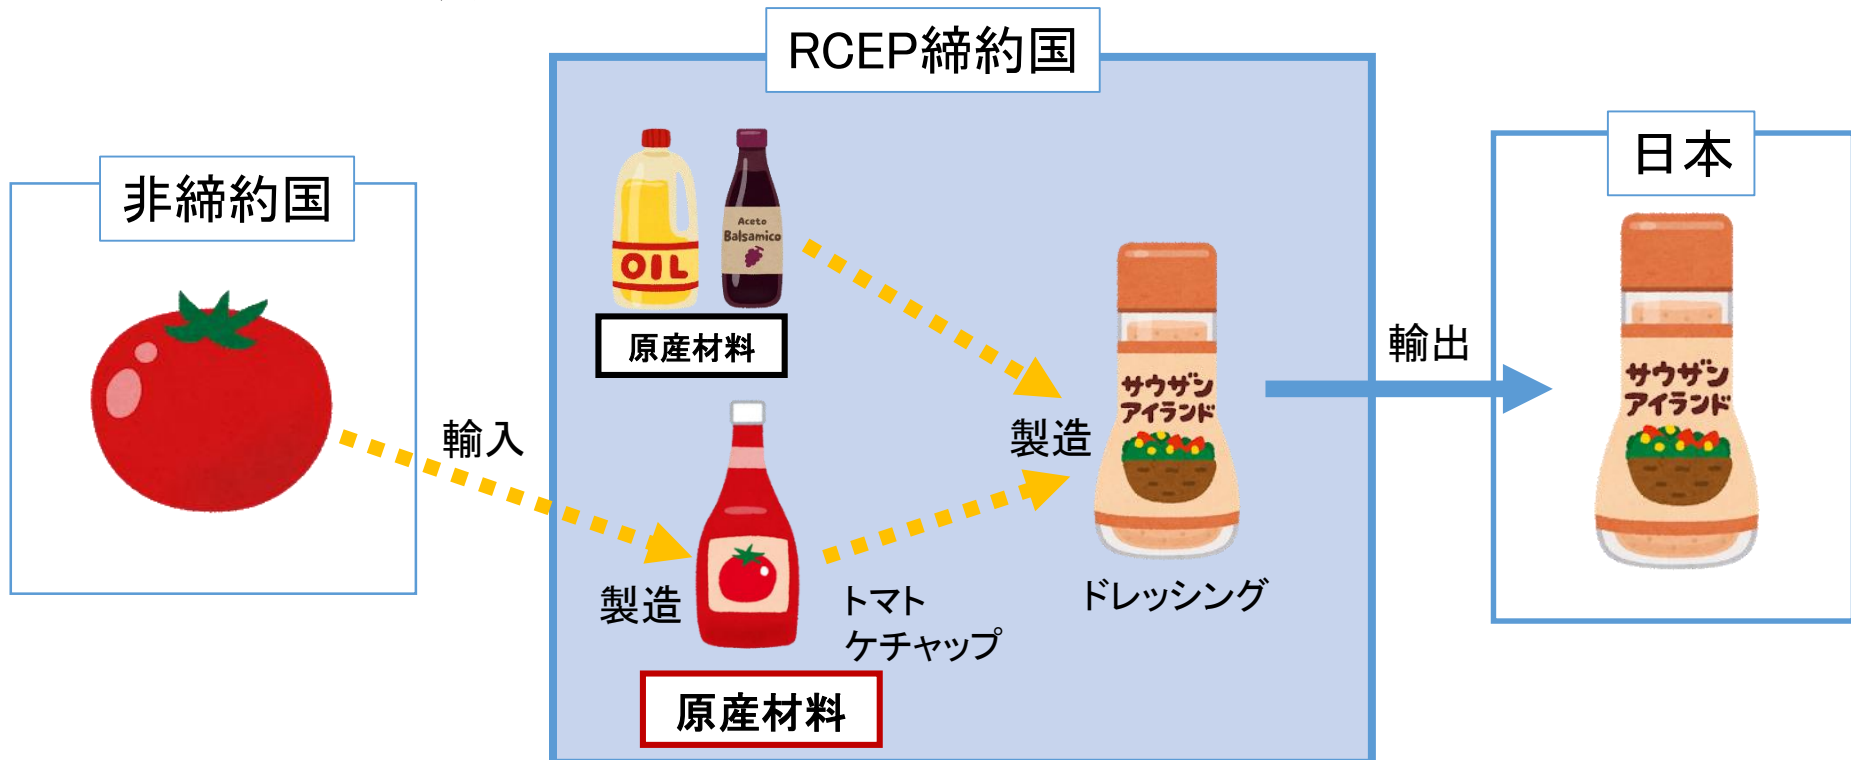 RCEP締約国
非締約国
日本
OIL
Aceto
Balsamico
原産材料
輸入
製造
トマト
ケチャップ
原産材料
製造
サウザン
アイランド
ドレッシング
輸出
サウザン
アイランド